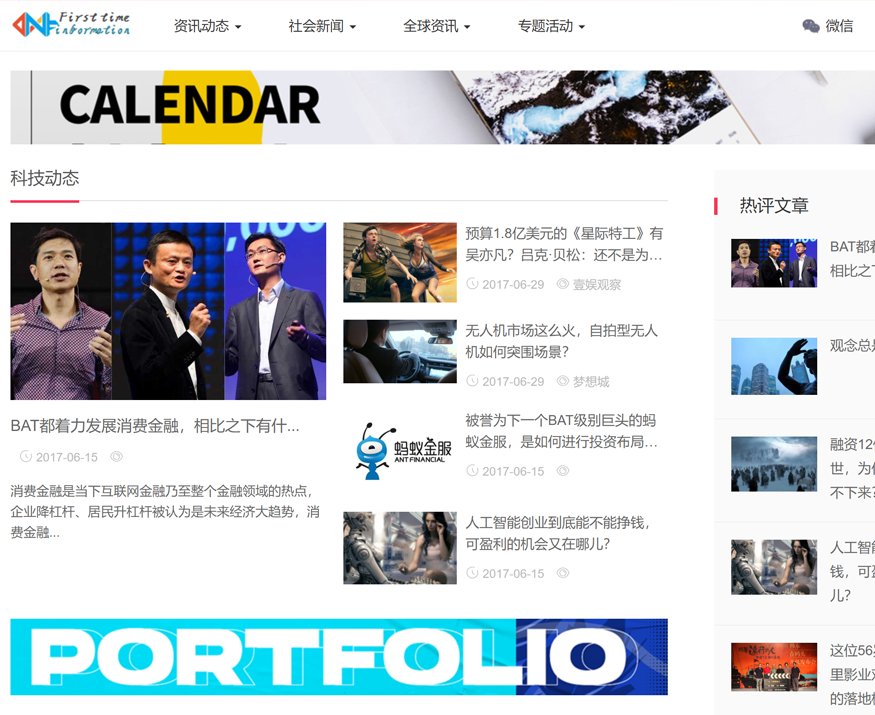 First time
information
资讯动态
社会新闻
全球资讯
专题活动
微信
CALENDAR
科技动态
BAT都着力发展消费金融，相比之下有什...
2017-06-15
消费金融是当下互联网金融乃至整个金融领域的热点，
企业降杠杆、居民升杠杆被认为是未来经济大趋势，消
费金融...
预算1.8亿美元的《星际特工》有
吴亦凡？吕克·贝松：还不是为...
2017-06-29 壹娱观察
无人机市场这么火，自拍型无人
机如何突围场景？
2017-06-29 梦想城
蚂蚁金服
ANT FINANCIAL
被誉为下一个BAT级别巨头的蚂
蚁金服，是如何进行投资布局...
2017-06-15
人工智能创业到底能不能挣钱，
可盈利的机会又在哪儿？
2017-06-15
PORTFOLIO
热评文章
BAT都着
相比之下
观念总是
融资12
世，为什
不下来？
人工智能
钱，可盈
儿？
这位56岁
里影业对
的落地机